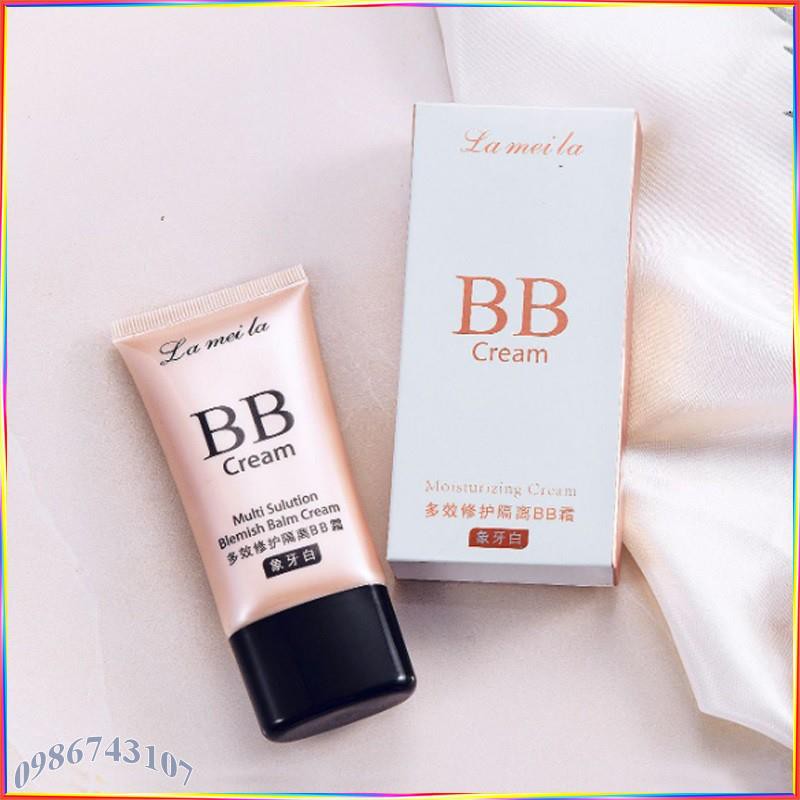 La mei la
BB
Cream
Multi Sulution
Blemish Balm Cream
多效修护隔离BB霜
象牙白
La mei la
BB
Cream
Moisturizing Cream
多效修护隔离BB霜
象牙白
0986743107